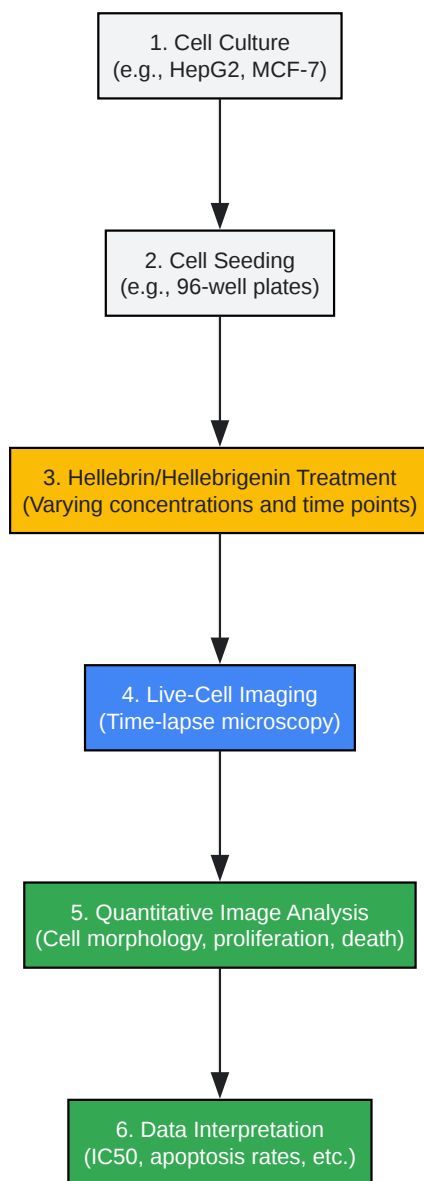 1. Cell Culture
(e.g., HepG2, MCF-7)
2. Cell Seeding
(e.g., 96-well plates)
3. Hellebrin/Hellebrigenin Treatment
(Varying concentrations and time points)
4. Live-Cell Imaging
(Time-lapse microscopy)
5. Quantitative Image Analysis
(Cell morphology, proliferation, death)
6. Data Interpretation
(IC50, apoptosis rates, etc.)